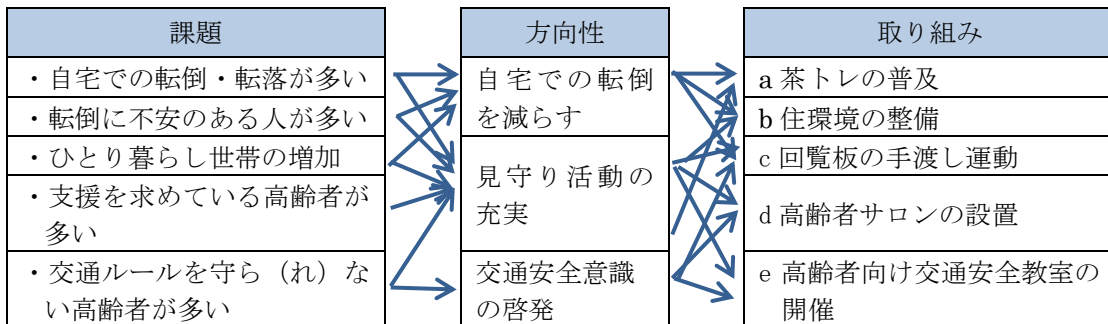 課題
・自宅での転倒・転落が多い
・転倒に不安のある人が多い
・ひとり暮らし世帯の増加
・支援を求めている高齢者が
多い
・交通ルールを守ら（れ）な
い高齢者が多い
方向性
自宅での転倒
を減らす
見守り活動の
充実
交通安全意識
の啓発
取り組み
a 茶トレの普及
b 住環境の整備
c 回覧板の手渡し運動
d 高齢者サロンの設置
e 高齢者向け交通安全教室の
開催